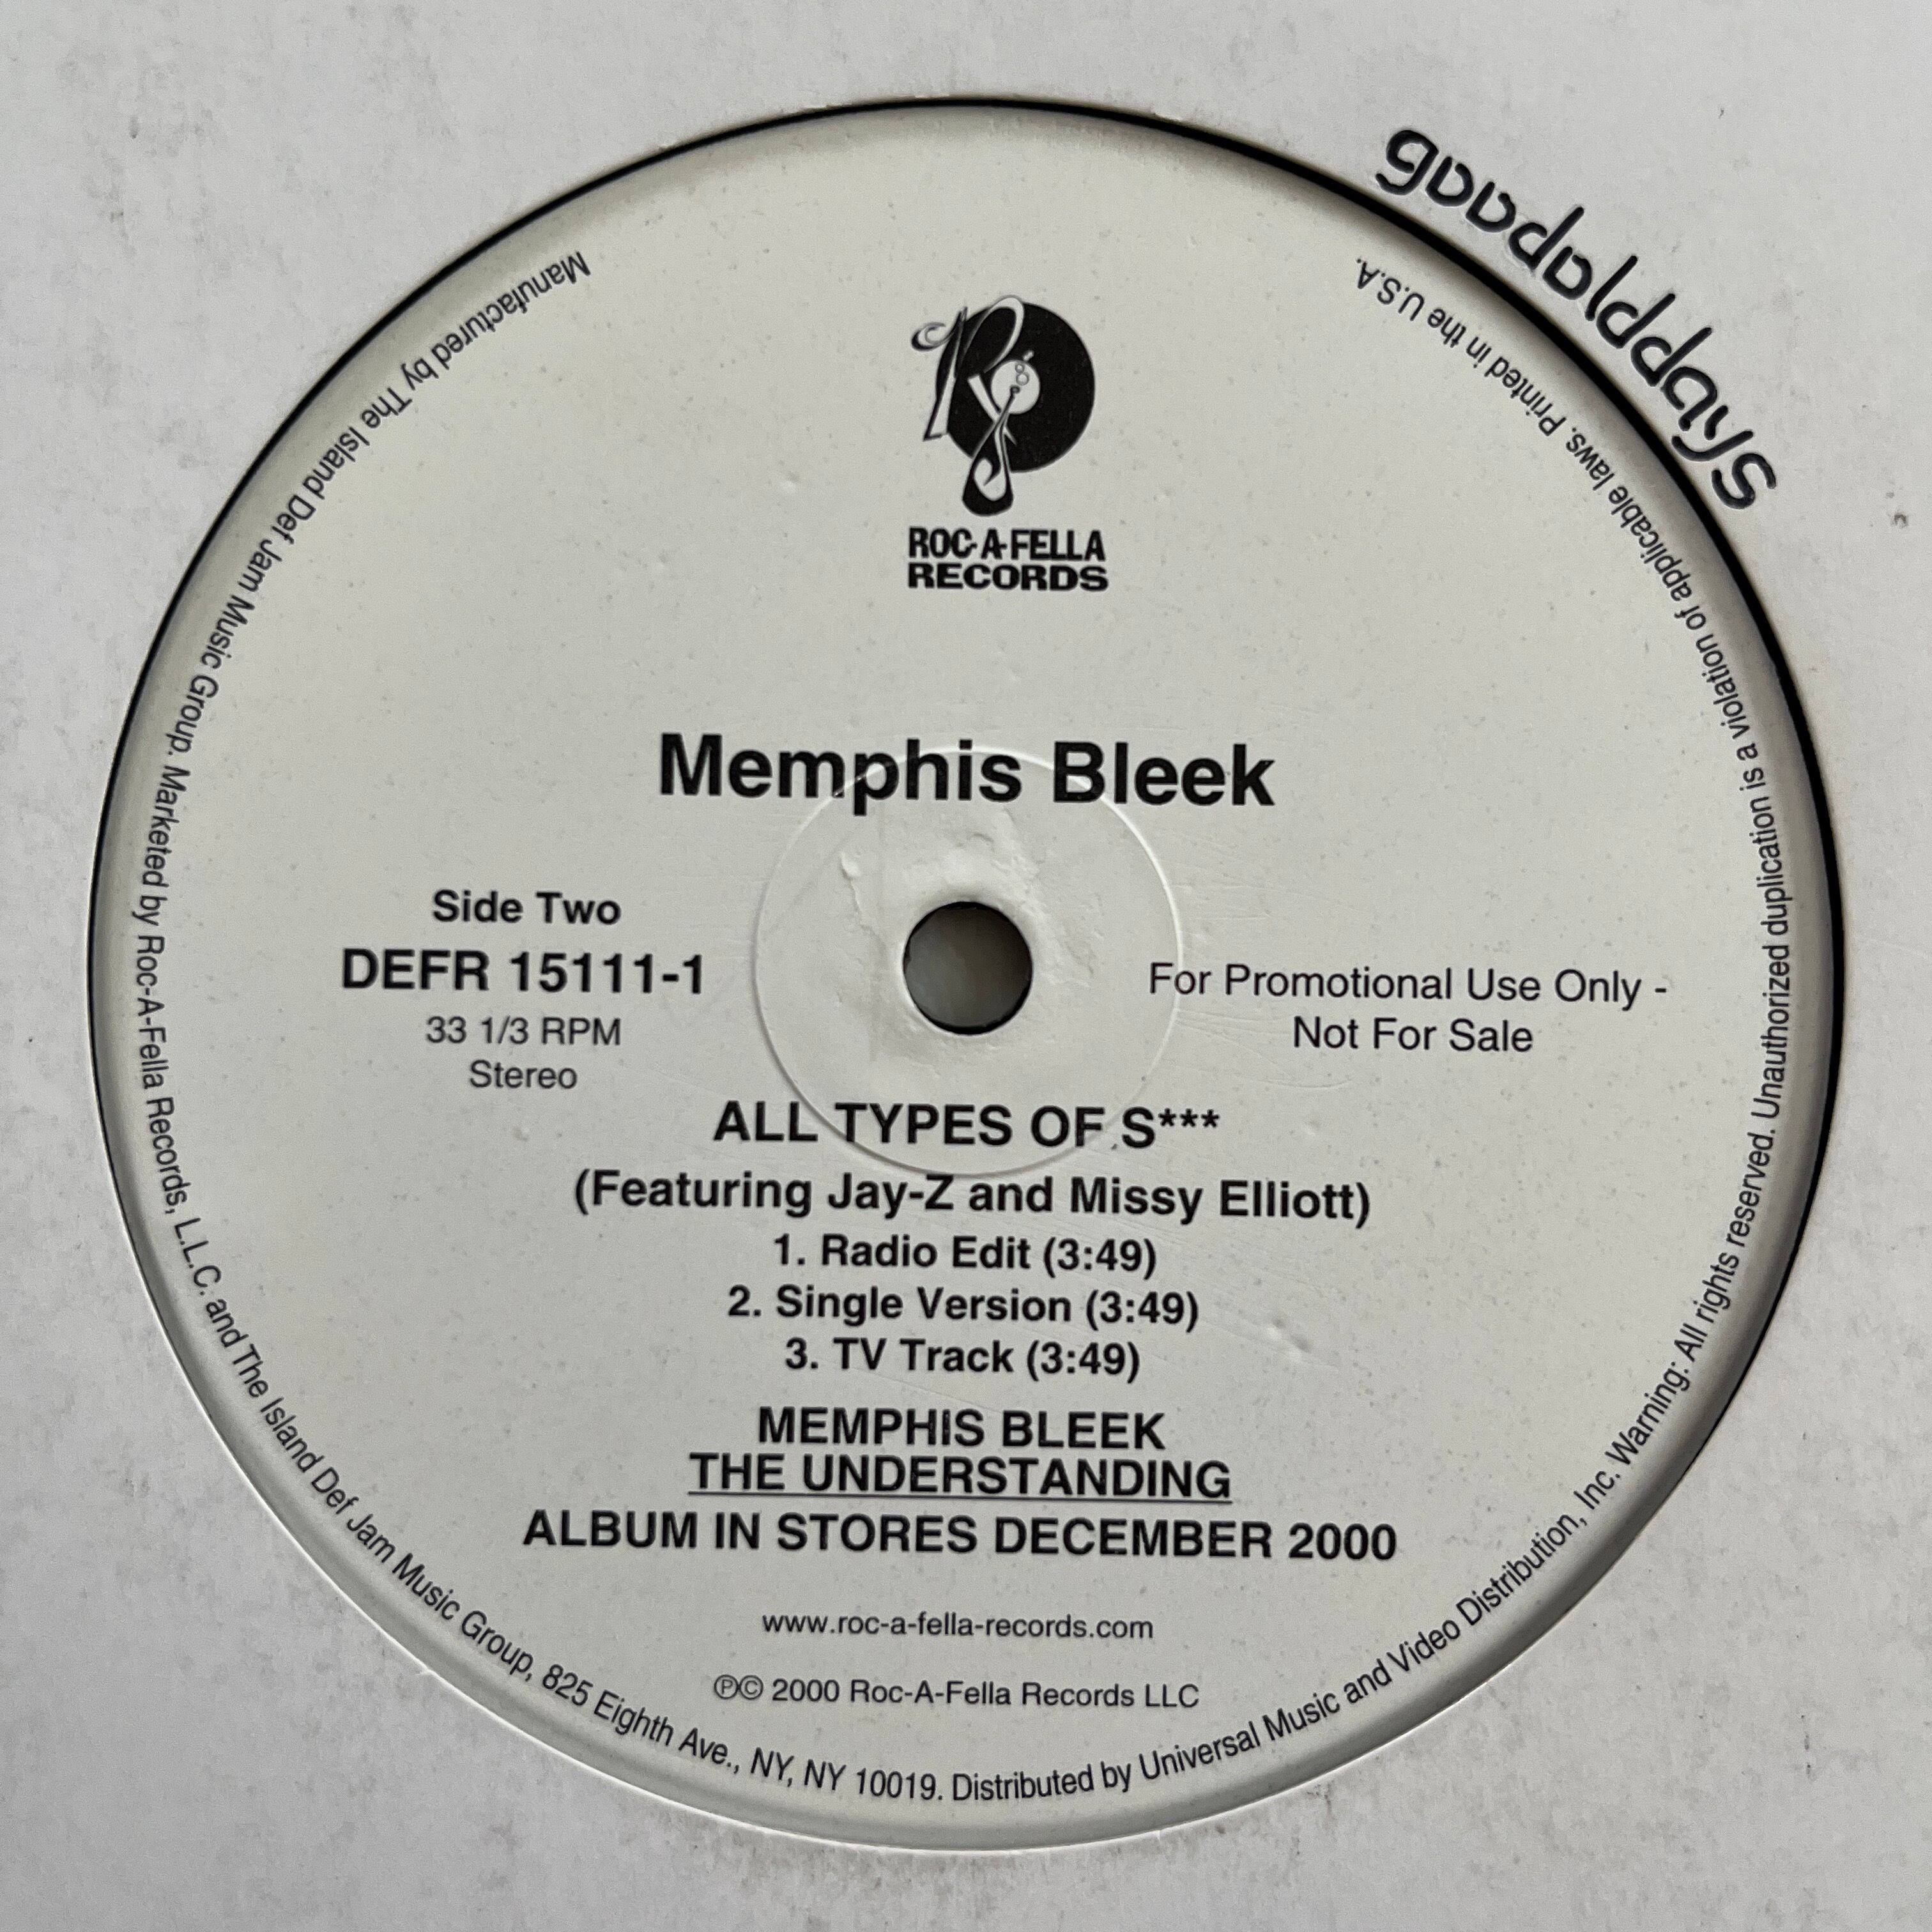 goodpappys
ROC-A-FELLA
RECORDS
Memphis Bleek
Side Two
DEFR 15111-1
33 1/3 RPM
Stereo
For Promotional Use Only -
Not For Sale
ALL TYPES OF S***
(Featuring Jay-Z and Missy Elliott)
1. Radio Edit (3:49)
2. Single Version (3:49)
3. TV Track (3:49)
MEMPHIS BLEEK
THE UNDERSTANDING
ALBUM IN STORES DECEMBER 2000
www.roc-a-fella-records.com
℗© 2000 Roc-A-Fella Records LLC
Manufactured by The Island Def Jam Music Group. Marketed by Roc-A-Fella Records, L.L.C. and The Island Def Jam Music Group, 825 Eighth Ave., NY, NY 10019. Distributed by Universal Music and Video Distribution, Inc. Warning: All rights reserved. Unauthorized duplication is a violation of applicable laws. Printed in the U.S.A.